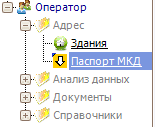 Оператор
Адрес
Здания
Паспорт МКД
Анализ данных
Документы
Справочники